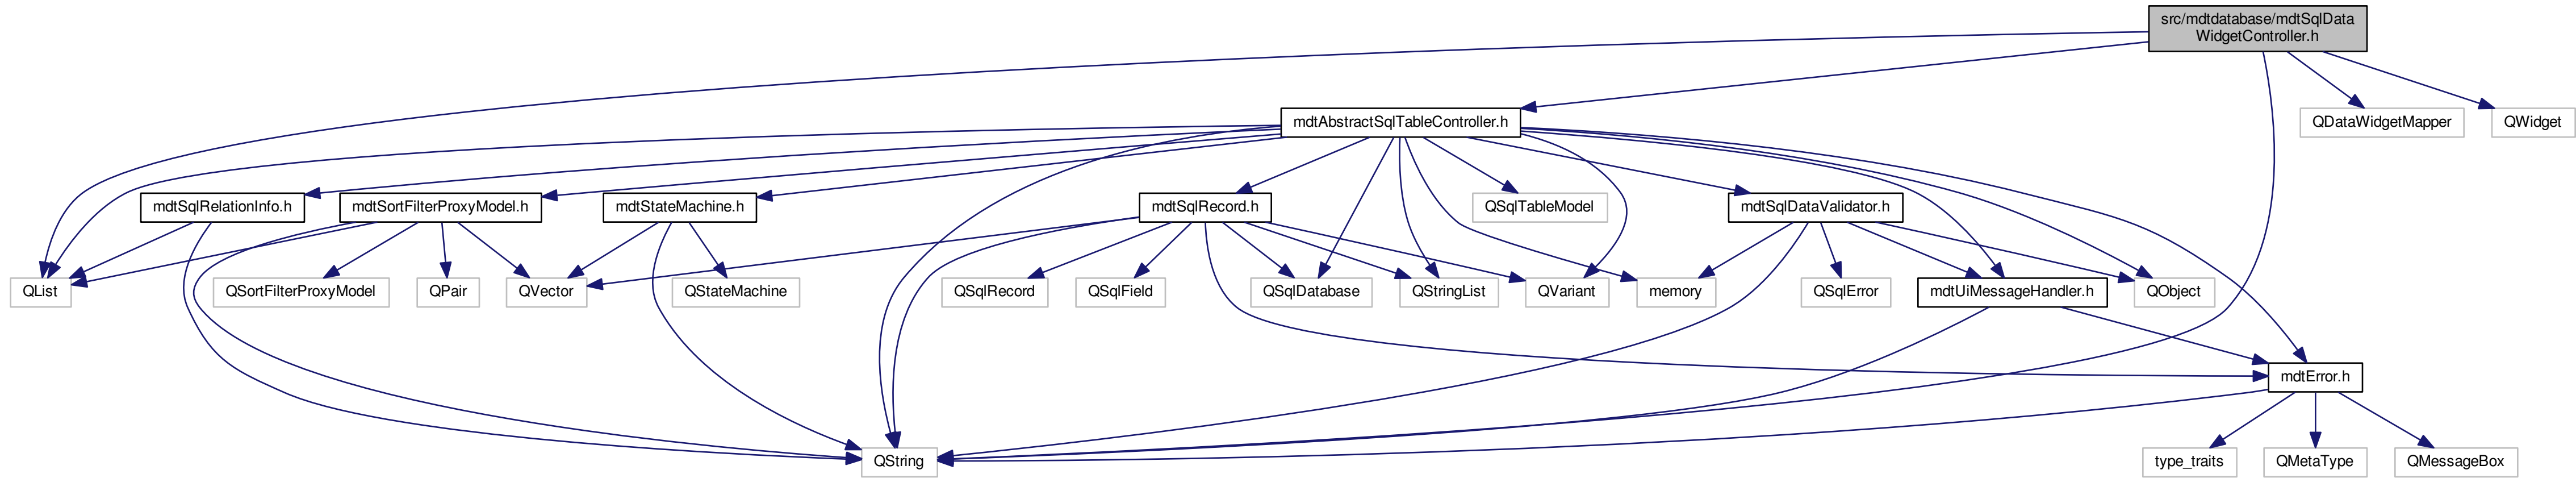 src/mdtdatabase/mdtSqlData
WidgetController.h
mdtAbstractSqlTableController.h
QDataWidgetMapper
QWidget
mdtSqlRelationInfo.h
mdtSortFilterProxyModel.h
mdtStateMachine.h
mdtSqlRecord.h
QSqlTableModel
mdtSqlDataValidator.h
QList
QSortFilterProxyModel
QPair
QVector
QStateMachine
QSqlRecord
QSqlField
QSqlDatabase
QStringList
QVariant
memory
QSqlError
mdtUiMessageHandler.h
QObject
mdtError.h
QString
type_traits
QMetaType
QMessageBox